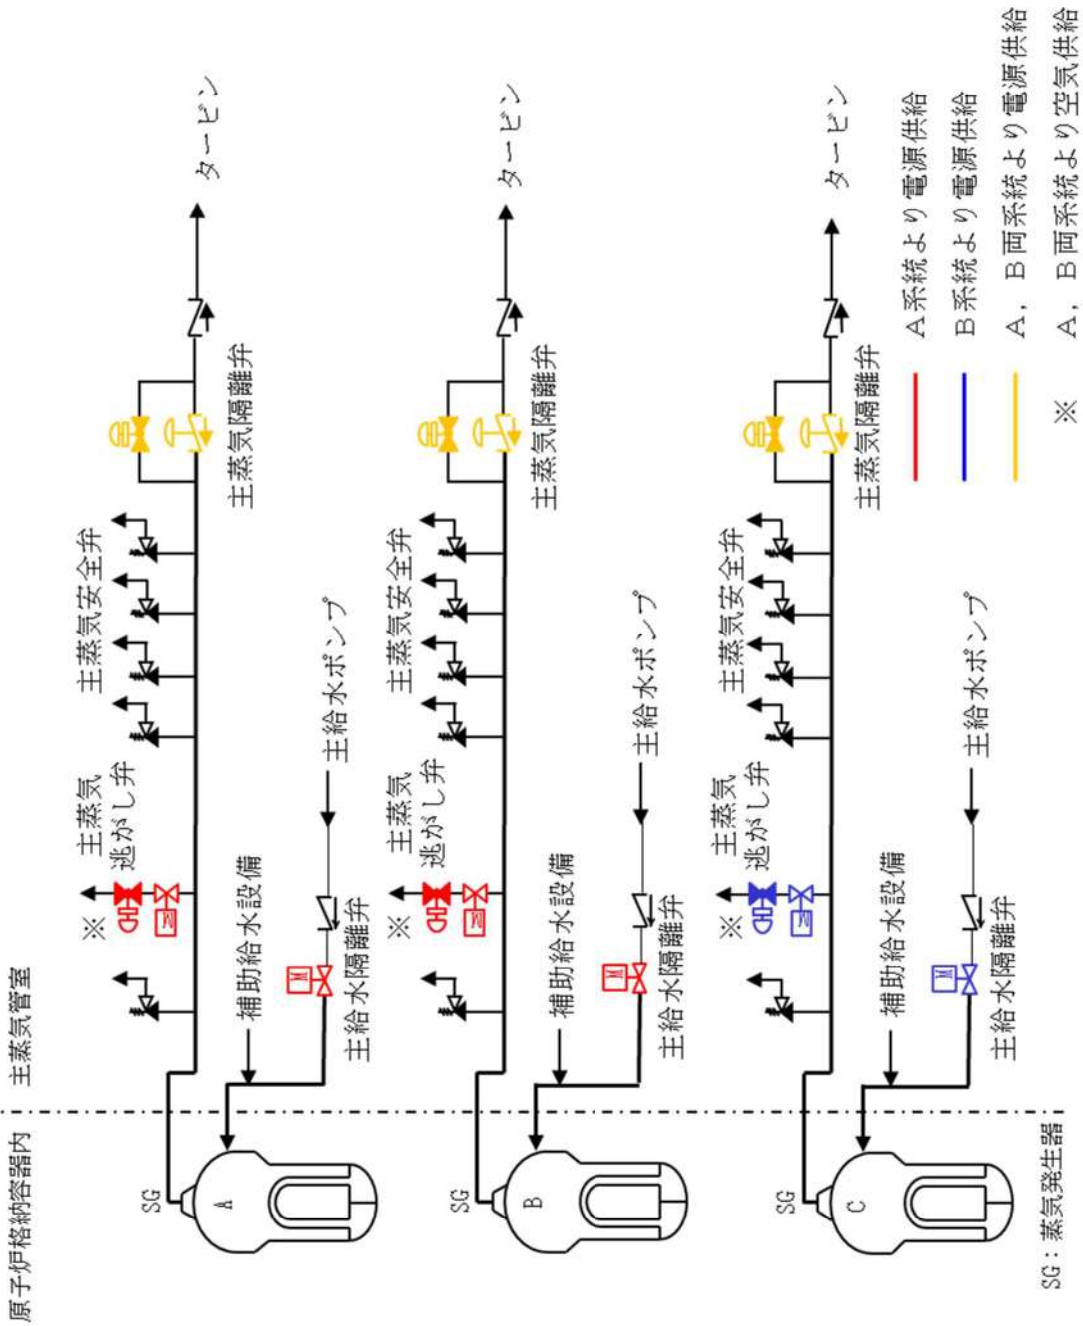 原子炉格納容器内
主蒸気管室
SG
A
※
主蒸気
逃がし弁
主蒸気安全弁
主蒸気隔離弁
タービン
補助給水設備
M
M
主給水隔離弁
主給水ポンプ
SG
B
※
主蒸気
逃がし弁
主蒸気安全弁
主蒸気隔離弁
タービン
補助給水設備
M
M
主給水隔離弁
主給水ポンプ
SG
C
※
主蒸気
逃がし弁
主蒸気安全弁
主蒸気隔離弁
タービン
補助給水設備
M
M
主給水隔離弁
主給水ポンプ
SG：蒸気発生器
A系統より電源供給
B系統より電源供給
A，B両系統より電源供給
※ A，B両系統より空気供給